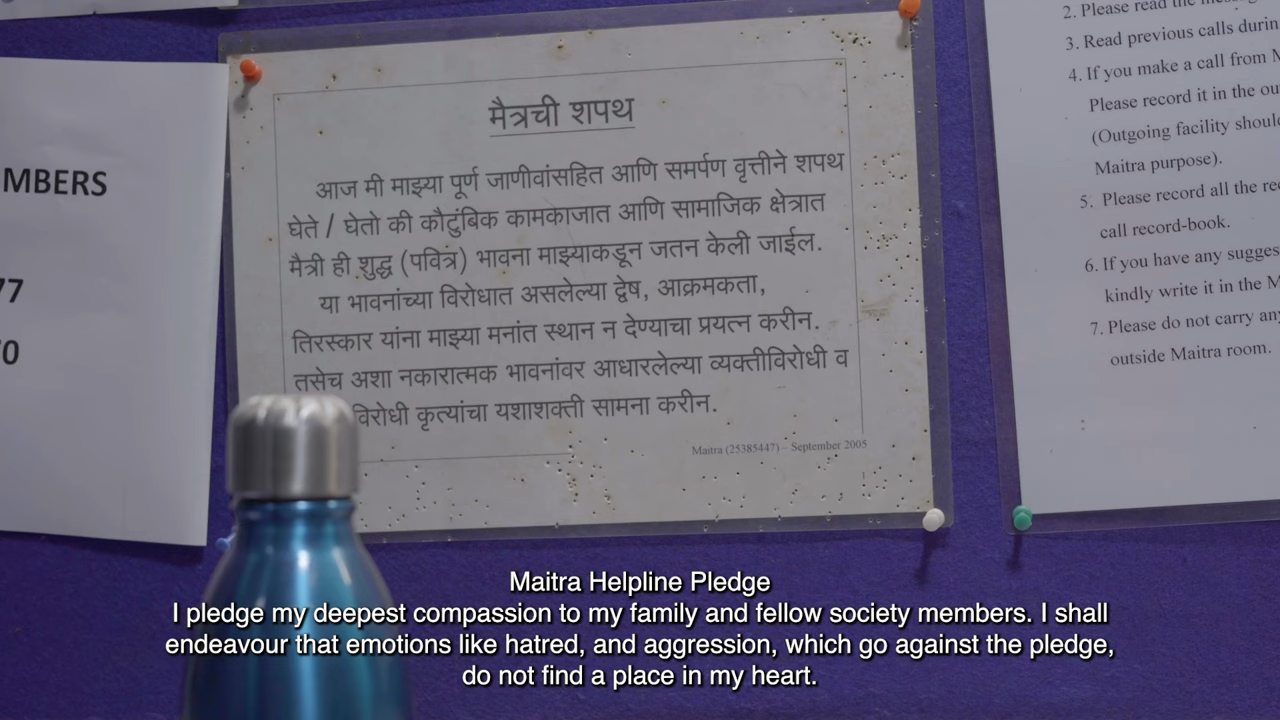 MBERS
77
70
मैत्रची शपथ
आज मी माझ्या पूर्ण जाणीवांसहित आणि समर्पण वृत्तीने शपथ
घेते / घेतो की कौटुंबिक कामकाजात आणि सामाजिक क्षेत्रात
मैत्री ही शुद्ध (पवित्र) भावना माझ्याकडून जतन केली जाईल.
या भावनांच्या विरोधात असलेल्या द्वेष, आक्रमकता,
तिरस्कार यांना माझ्या मनांत स्थान न देण्याचा प्रयत्न करीन.
तसेच अशा नकारात्मक भावनांवर आधारलेल्या व्यक्तीविरोधी व
विरोधी कृत्यांचा यशाशक्ती सामना करीन.
Maitra (25385447) – September 2005
2. Please read the
3. Read previous calls
4. If you make a call from
Please record it in the
(Outgoing facility
Maitra purpose).
5. Please record all the
call record-book.
6. If you have any
kindly write it in the
7. Please do not carry
outside Maitra room.
Maitra Helpline Pledge
I pledge my deepest compassion to my family and fellow society members. I shall
endeavour that emotions like hatred, and aggression, which go against the pledge,
do not find a place in my heart.